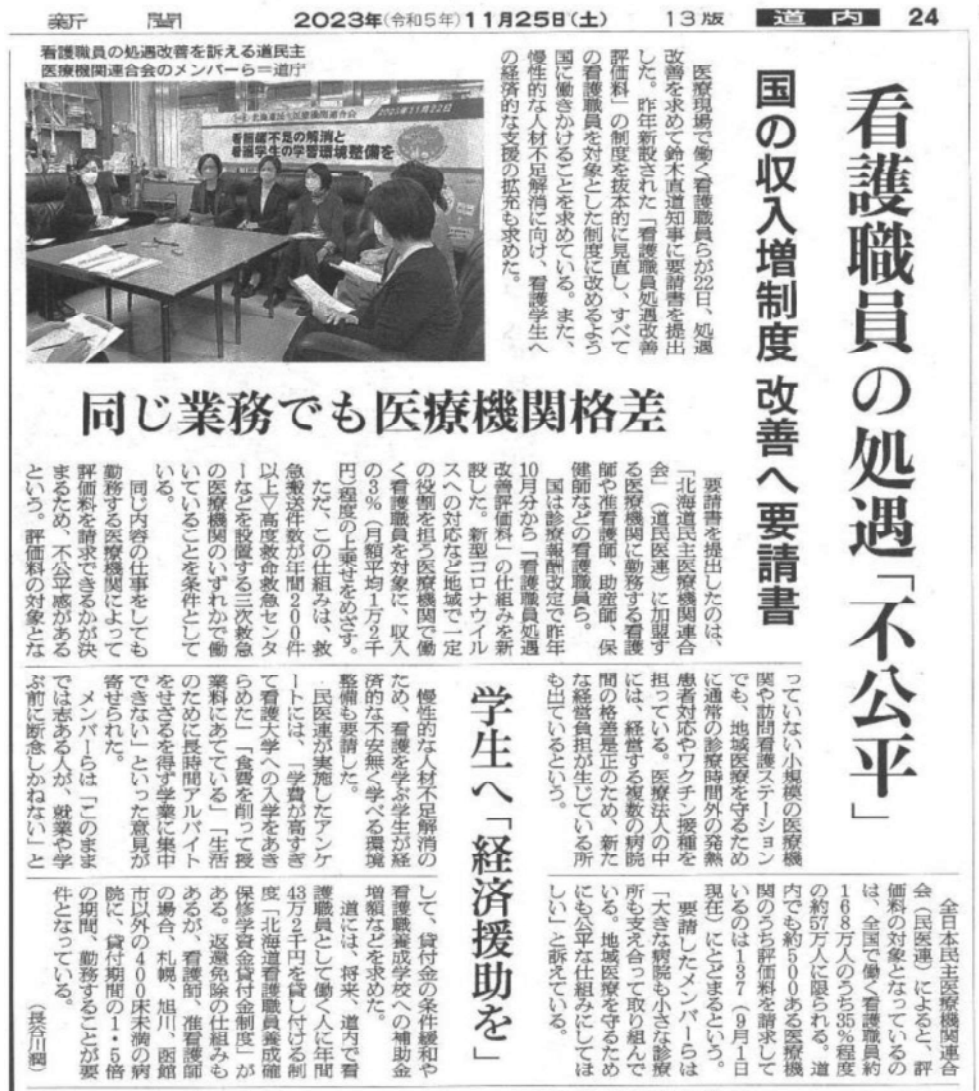 新聞
2023年(令和5年)11月25日(土)
13版
道内
24
看護職員の処遇「不公平」
国の収入増制度 改善へ要請書
看護職員の処遇改善を訴える道民主
医療機関連合会のメンバーら=道庁
2023年11月22日
北海道民主医療機関連合会
看護師不足の解消と
看護学生の学習環境整備を
医療現場で働く看護職員らが22日、処遇
改善を求めて鈴木直道知事に要請書を提出
した。昨年新設された「看護職員処遇改善
評価料」の制度を抜本的に見直し、すべて
の看護職員を対象とした制度に改めるよう
国に働きかけることを求めている。また、
慢性的な人材不足解消に向け、看護学生へ
の経済的な支援の拡充も求めた。
同じ業務でも医療機関格差
要請書を提出したのは、
「北海道民主医療機関連合
会」(道民医連)に加盟す
る医療機関に勤務する看護
師や准看護師、助産師、保
健師などの看護職員ら。
国は診療報酬改定で昨年
10月分から「看護職員処遇
改善評価料」の仕組みを新
設した。新型コロナウイル
スへの対応など地域で一定
の役割を担う医療機関で働
く看護職員を対象に、収入
の3%(月額平均1万2千
円)程度の上乗せをめざす。
ただ、この仕組みは、救
急搬送件数が年間200件
以上▽高度救命救急センタ
ーなどを設置する三次救急
の医療機関のいずれかで働
いていることを条件として
いる。
同じ内容の仕事をしても
勤務する医療機関によって
評価料を請求できるかが決
まるため、不公平感がある
という。評価料の対象とな
っていない小規模の医療機
関や訪問看護ステーション
でも、地域医療を守るため
に通常の診療時間外の発熱
患者対応やワクチン接種を
担っている。医療法人の中
には、経営する複数の病院
間の格差是正のため、新た
な経営負担が生じている所
も出ているという。
全日本民主医療機関連合
会(民医連)によると、評
価料の対象となっているの
は、全国で働く看護職員約
168万人のうち35%程度
の約57万人に限られる。道
内でも約500ある医療機
関のうち評価料を請求して
いるのは137(9月1日
現在)にとどまるという。
要請したメンバーらは
「大きな病院も小さな診療
所も支え合って取り組んで
いる。地域医療を守るため
にも公平な仕組みにしてほ
しい」と訴えている。
学生へ「経済援助を」
慢性的な人材不足解消の
ため、看護を学ぶ学生が経
済的な不安無く学べる環境
整備も要請した。
民医連が実施したアンケ
ートには、「学費が高すぎ
て看護大学への入学をあき
らめた」「食費を削って授
業料にあてている」「生活
のために長時間アルバイト
をせざるを得ず学業に集中
できない」といった意見が
寄せられた。
メンバーらは「このまま
では志ある人が、就業や学
ぶ前に断念しかねない」と
して、貸付金の条件緩和や
看護職養成学校への補助金
増額などを求めた。
道には、将来、道内で看
護職員として働く人に年間
43万2千円を貸し付ける制
度「北海道看護職員養成確
保修学資金貸付金制度」が
ある。返還免除の仕組みも
あるが、看護師、准看護師
の場合、札幌、旭川、函館
市以外の400床未満の病
院に、貸付期間の1・5倍
の期間、勤務することが要
件となっている。
(長谷川潤)